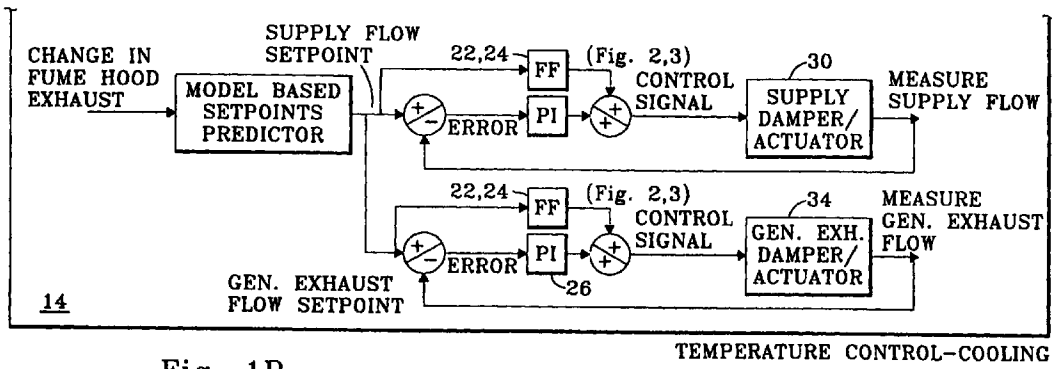 CHANGE IN
FUME HOOD
EXHAUST
MODEL BASED
SETPOINTS
PREDICTOR
SUPPLY FLOW
SETPOINT
22,24
FF
(Fig. 2,3)
CONTROL
SIGNAL
+
−
ERROR
PI
+
+
30
SUPPLY
DAMPER/
ACTUATOR
MEASURE
SUPPLY FLOW
22,24
FF
(Fig. 2,3)
CONTROL
SIGNAL
+
−
ERROR
PI
26
+
+
34
GEN. EXH.
DAMPER/
ACTUATOR
MEASURE
GEN. EXHAUST
FLOW
GEN. EXHAUST
FLOW SETPOINT
14
TEMPERATURE CONTROL-COOLING
Fig. 1B